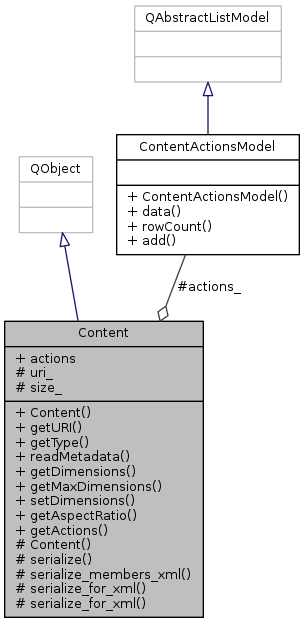 QAbstractListModel
ContentActionsModel
+ ContentActionsModel()
+ data()
+ rowCount()
+ add()
QObject
#actions_
Content
+ actions
# uri_
# size_
+ Content()
+ getURI()
+ getType()
+ readMetadata()
+ getDimensions()
+ getMaxDimensions()
+ setDimensions()
+ getAspectRatio()
+ getActions()
# Content()
# serialize()
# serialize_members_xml()
# serialize_for_xml()
# serialize_for_xml()